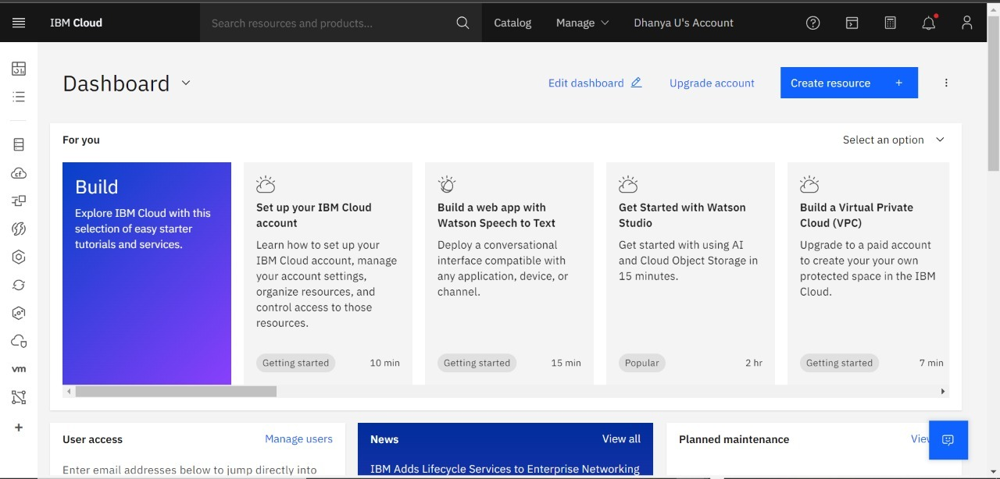 IBM Cloud
Search resources and products...
Catalog
Manage
Dhanya U's Account
Dashboard
Edit dashboard
Upgrade account
Create resource +
For you
Select an option
Build
Explore IBM Cloud with this
selection of easy starter
tutorials and services.
Set up your IBM Cloud
account
Learn how to set up your
IBM Cloud account, manage
your account settings,
organize resources, and
control access to those
resources.
Getting started
10 min
Build a web app with
Watson Speech to Text
Deploy a conversational
interface compatible with
any application, device, or
channel.
Getting started
15 min
Get Started with Watson
Studio
Get started with using AI
and Cloud Object Storage in
15 minutes.
Popular
2 hr
Build a Virtual Private
Cloud (VPC)
Upgrade to a paid account
to create your your own
protected space in the IBM
Cloud.
Getting started
7 min
cf
vm
User access
Manage users
Enter email addresses below to jump directly into
News
View all
IBM Adds Lifecycle Services to Enterprise Networking
Planned maintenance